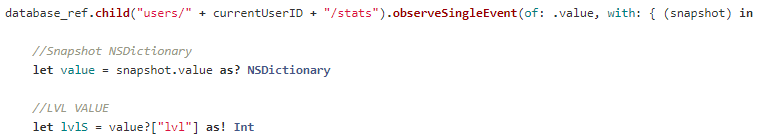 database_ref.child("users/" + currentUserID + "/stats").observeSingleEvent(of: .value, with: { (snapshot) in
//Snapshot NSDictionary
let value = snapshot.value as? NSDictionary
//LVL VALUE
let lvlS = value?["lvl"] as! Int